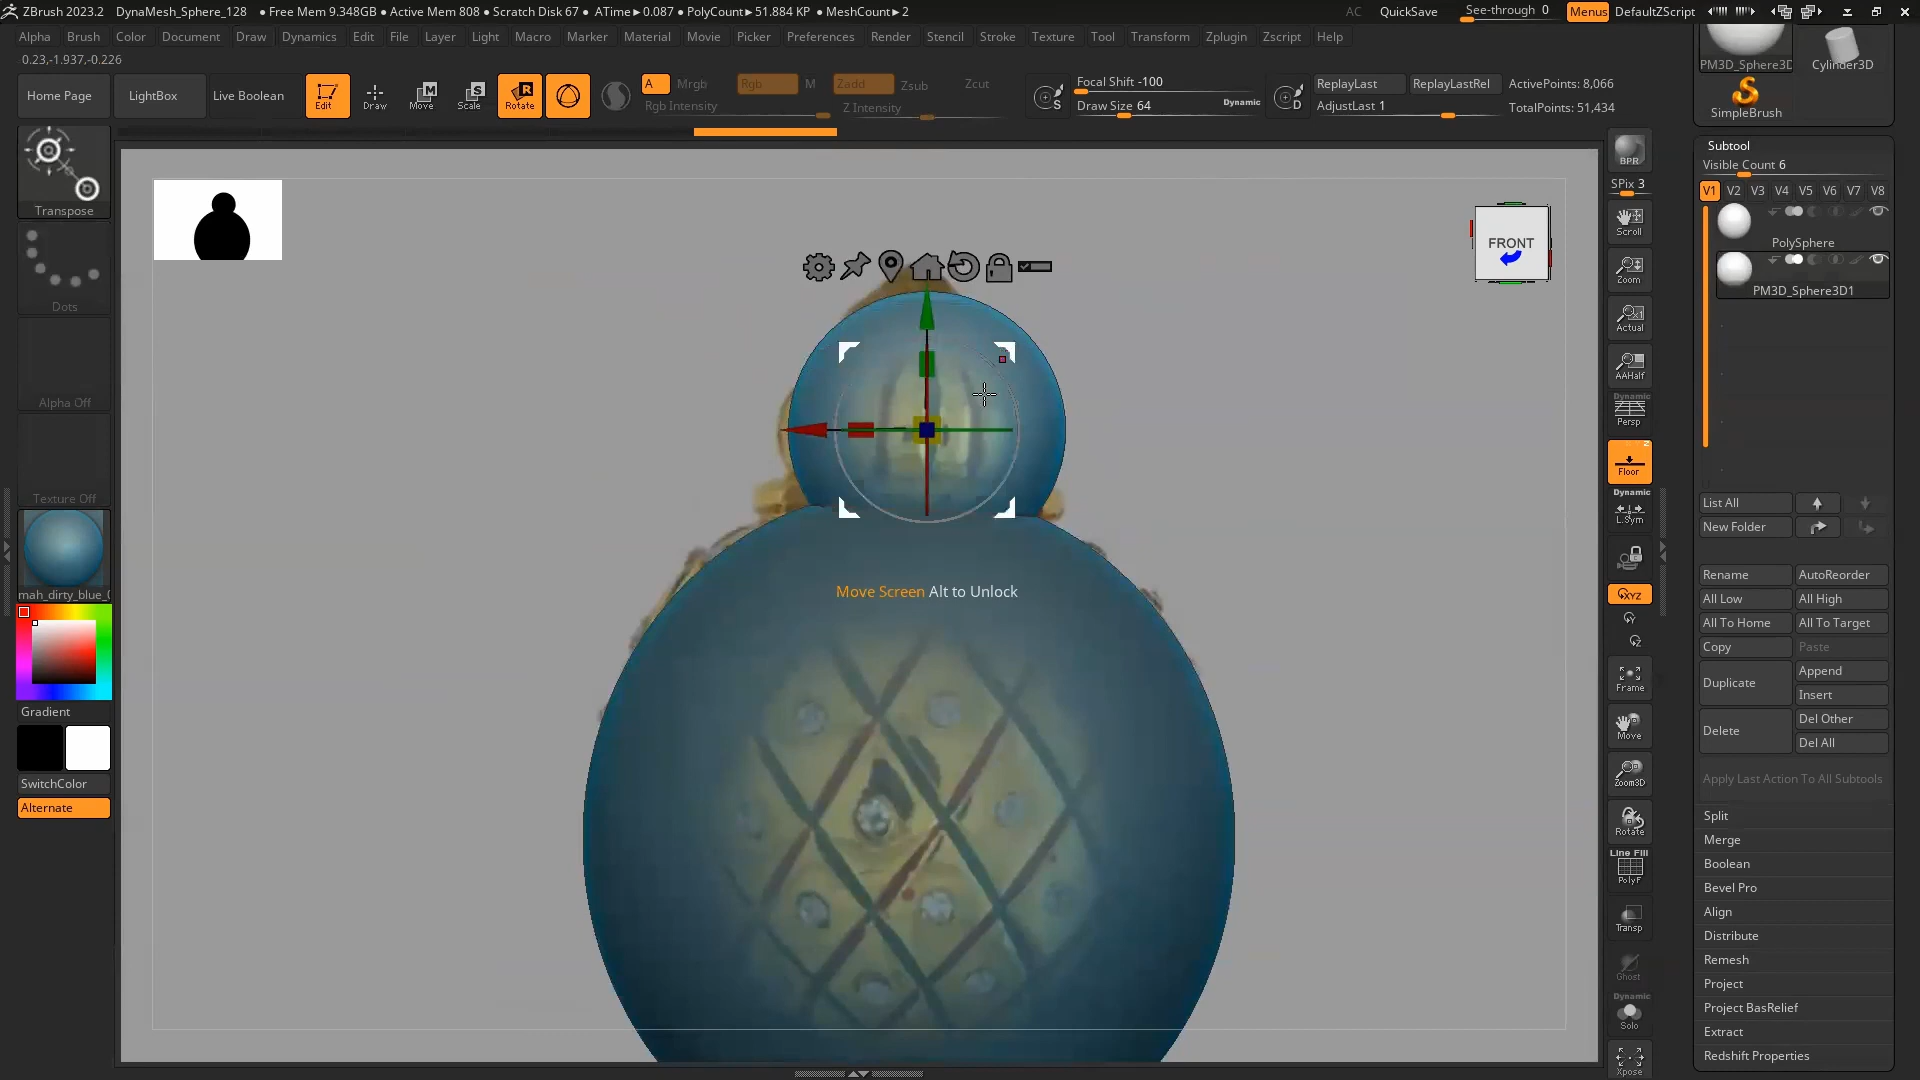 ZBrush 2023.2 DynaMesh_Sphere_128 ● Free Mem 9.348GB ● Active Mem 808 ● Scratch Disk 67 ● ATime►0.087 ● PolyCount►51.884 KP ● MeshCount►2
AC QuickSave See-through 0 Menus DefaultZScript
Alpha Brush Color Document Draw Dynamics Edit File Layer Light Macro Marker Material Movie Picker Preferences Render Stencil Stroke Texture Tool Transform Zplugin Zscript Help
0.23,-1.937,-0.226
Home Page LightBox Live Boolean Edit Draw Move Scale Rotate
A Mrgb Rgb M Zadd Zsub Zcut
Rgb Intensity Z Intensity
S Focal Shift -100
Draw Size 64 Dynamic
D ReplayLast ReplayLastRel ActivePoints: 8,066
AdjustLast 1 TotalPoints: 51,434
PM3D_Sphere3D Cylinder3D
SimpleBrush
Transpose
Dots
Alpha Off
Texture Off
mah_dirty_blue_0
Gradient
SwitchColor
Alternate
FRONT
Move Screen Alt to Unlock
BPR
SPix 3
Scroll
Zoom
Actual
AAHalf
Dynamic
Persp
Floor
Dynamic
L.Sym
XYZ
Y
Z
Frame
Move
Zoom3D
Rotate
Line Fill
PolyF
Transp
Ghost
Dynamic
Solo
Xpose
Subtool
Visible Count 6
V1 V2 V3 V4 V5 V6 V7 V8
PolySphere
PM3D_Sphere3D1
List All
New Folder
Rename AutoReorder
All Low All High
All To Home All To Target
Copy Paste
Duplicate Append
Insert
Delete Del Other
Del All
Apply Last Action To All Subtools
Split
Merge
Boolean
Bevel Pro
Align
Distribute
Remesh
Project
Project BasRelief
Extract
Redshift Properties